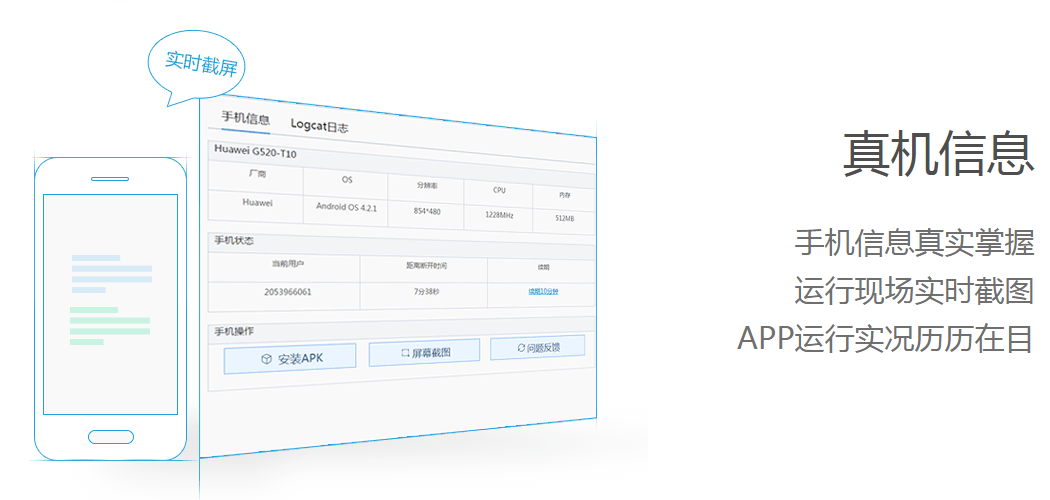 实时截屏
手机信息 Logcat日志
Huawei G520-T10
厂商 OS 分辨率 CPU 内存
Huawei Android OS 4.2.1 854*480 1228MHz 512MB
手机状态
当前用户 距离断开时间 续期
2053966061 7分38秒 续期10分钟
手机操作
安装APK 屏幕截图 问题反馈
真机信息
手机信息真实掌握
运行现场实时截图
APP运行实况历历在目